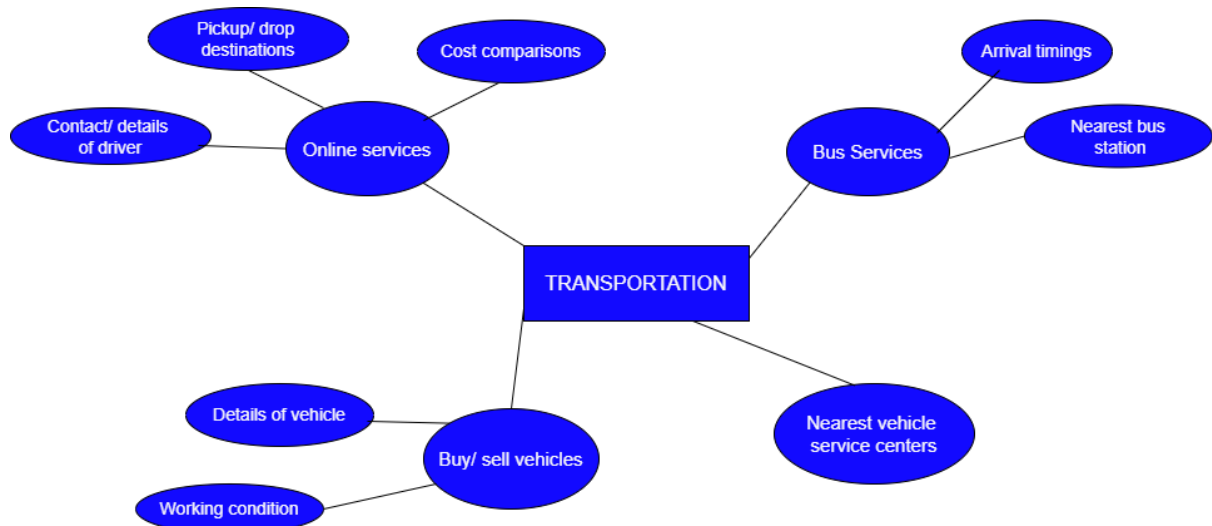 Pickup/ drop
destinations
Cost comparisons
Arrival timings
Contact/ details
of driver
Online services
Bus Services
Nearest bus
station
TRANSPORTATION
Details of vehicle
Buy/ sell vehicles
Nearest vehicle
service centers
Working condition